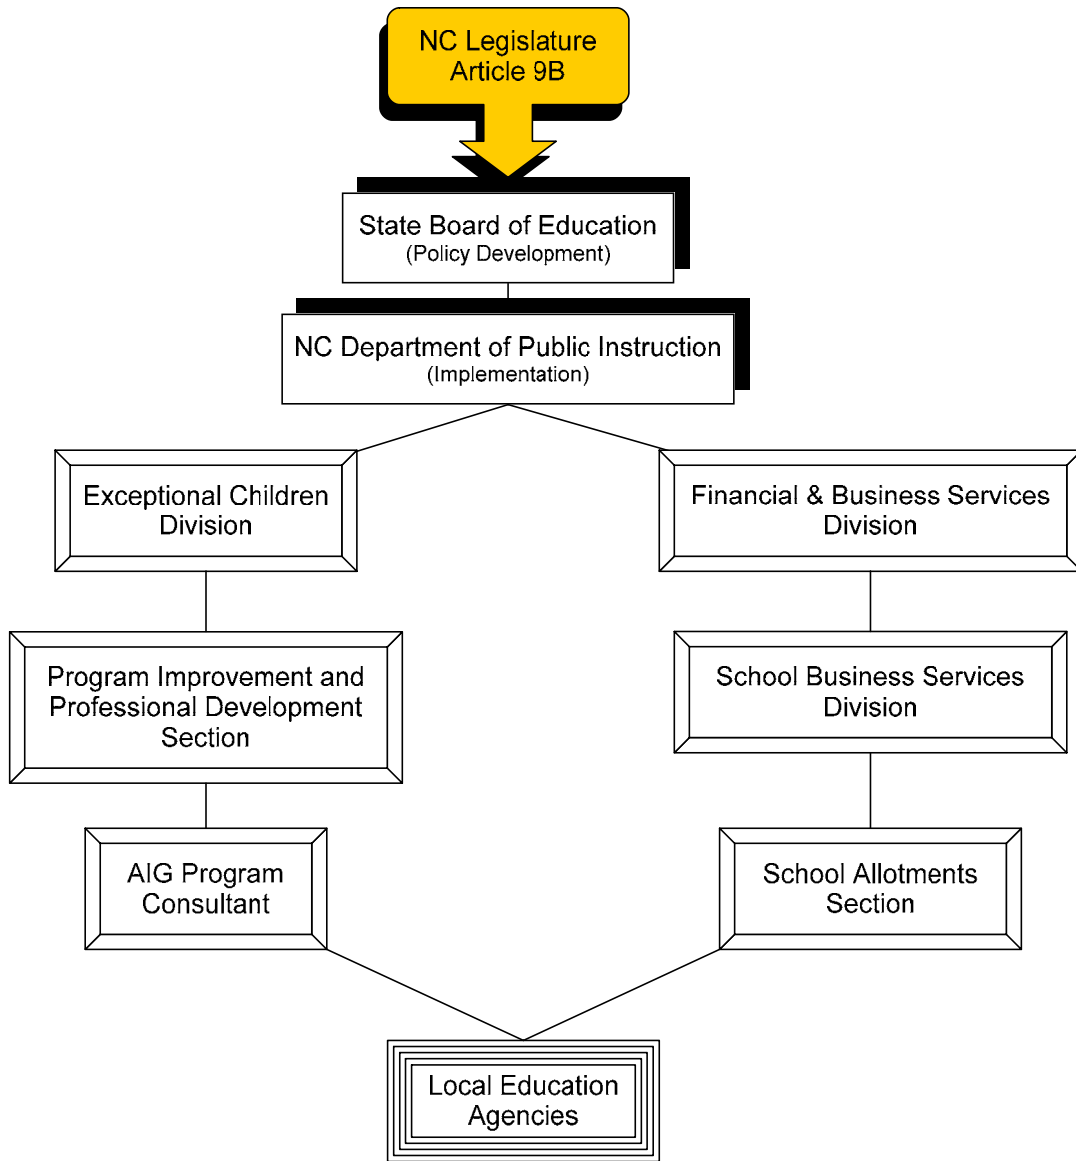 NC Legislature
Article 9B
State Board of Education
(Policy Development)
NC Department of Public Instruction
(Implementation)
Exceptional Children
Division
Financial & Business Services
Division
Program Improvement and
Professional Development
Section
School Business Services
Division
AIG Program
Consultant
School Allotments
Section
Local Education
Agencies